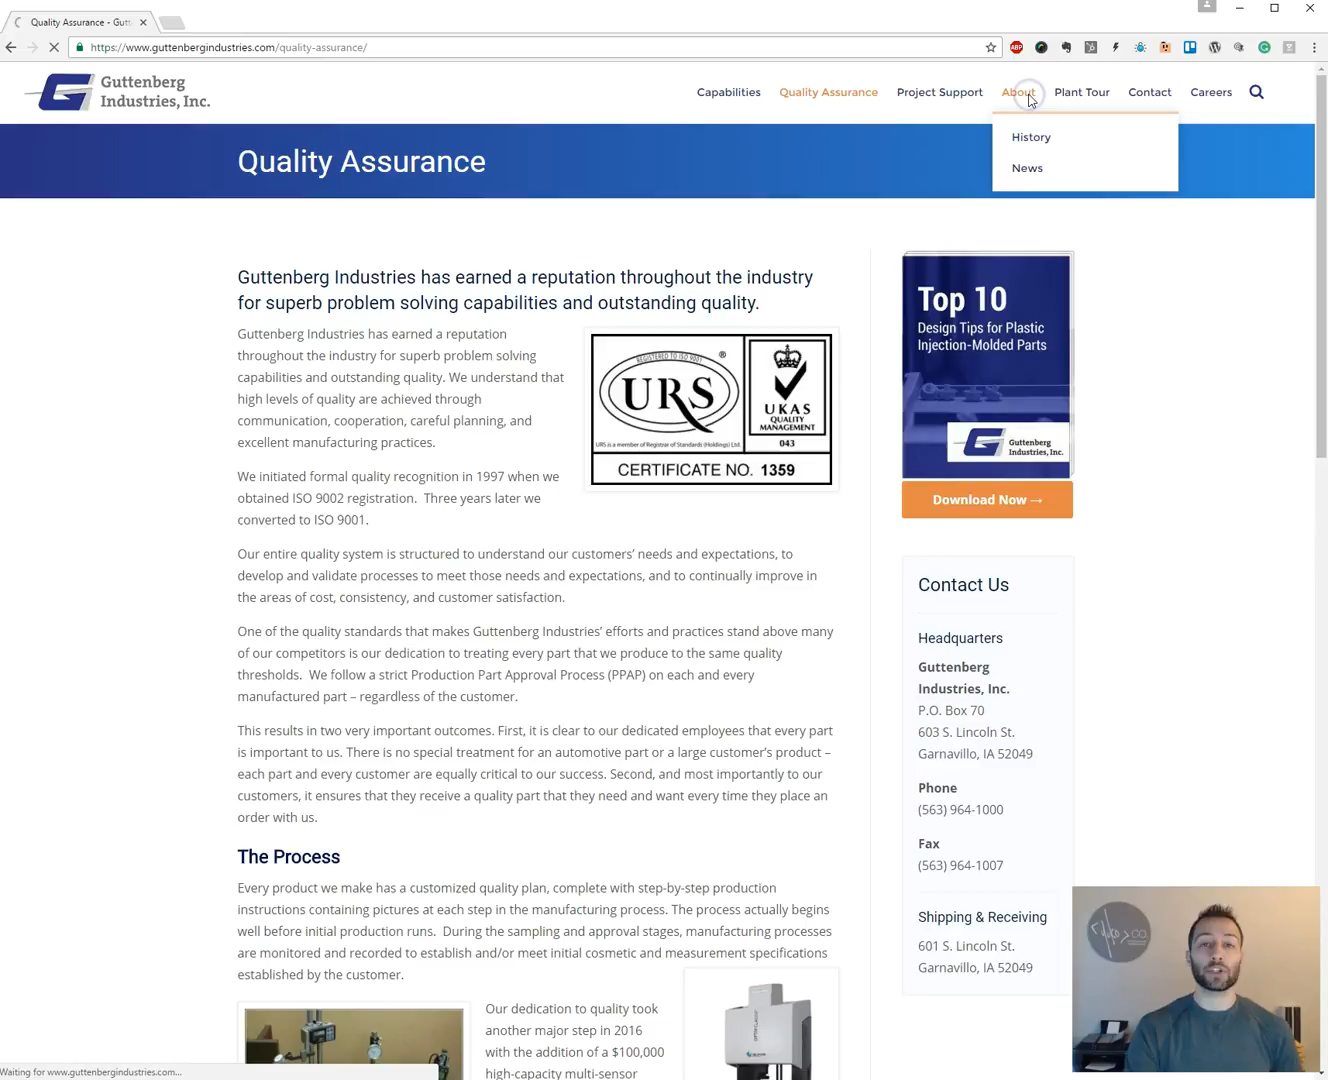 Quality Assurance - Gutt
https://www.guttenbergindustries.com/quality-assurance/
ABP
Guttenberg
Industries, Inc.
Capabilities Quality Assurance Project Support About Plant Tour Contact Careers
History
News
Quality Assurance
Guttenberg Industries has earned a reputation throughout the industry
for superb problem solving capabilities and outstanding quality.
Guttenberg Industries has earned a reputation
throughout the industry for superb problem solving
capabilities and outstanding quality. We understand that
high levels of quality are achieved through
communication, cooperation, careful planning, and
excellent manufacturing practices.
REGISTERED TO ISO 9001
URS
®
URS is a member of Registrar of Standards (Holdings) Ltd.
UKAS
QUALITY
MANAGEMENT
043
CERTIFICATE NO. 1359
We initiated formal quality recognition in 1997 when we
obtained ISO 9002 registration.  Three years later we
converted to ISO 9001.
Our entire quality system is structured to understand our customers’ needs and expectations, to
develop and validate processes to meet those needs and expectations, and to continually improve in
the areas of cost, consistency, and customer satisfaction.
One of the quality standards that makes Guttenberg Industries’ efforts and practices stand above many
of our competitors is our dedication to treating every part that we produce to the same quality
thresholds.  We follow a strict Production Part Approval Process (PPAP) on each and every
manufactured part – regardless of the customer.
This results in two very important outcomes. First, it is clear to our dedicated employees that every part
is important to us. There is no special treatment for an automotive part or a large customer’s product –
each part and every customer are equally critical to our success. Second, and most importantly to our
customers, it ensures that they receive a quality part that they need and want every time they place an
order with us.
The Process
Every product we make has a customized quality plan, complete with step-by-step production
instructions containing pictures at each step in the manufacturing process. The process actually begins
well before initial production runs.  During the sampling and approval stages, manufacturing processes
are monitored and recorded to establish and/or meet initial cosmetic and measurement specifications
established by the customer.
Our dedication to quality took
another major step in 2016
with the addition of a $100,000
high-capacity multi-sensor
Top 10
Design Tips for Plastic
Injection-Molded Parts
Guttenberg
Industries, Inc.
Download Now →
Contact Us
Headquarters
Guttenberg
Industries, Inc.
P.O. Box 70
603 S. Lincoln St.
Garnavillo, IA 52049
Phone
(563) 964-1000
Fax
(563) 964-1007
Shipping & Receiving
601 S. Lincoln St.
Garnavillo, IA 52049
Waiting for www.guttenbergindustries.com...